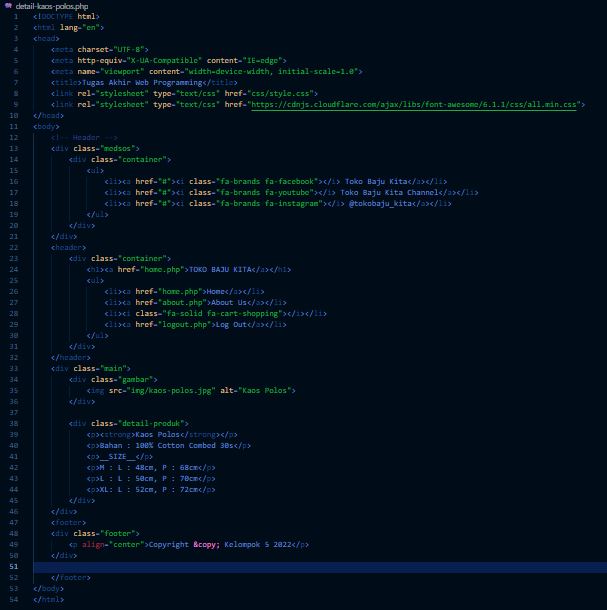 detail-kaos-polos.php
1 <!DOCTYPE html>
2 <html lang="en">
3 <head>
4 <meta charset="UTF-8">
5 <meta http-equiv="X-UA-Compatible" content="IE=edge">
6 <meta name="viewport" content="width=device-width, initial-scale=1.0">
7 <title>Tugas Akhir Web Programming</title>
8 <link rel="stylesheet" type="text/css" href="css/style.css">
9 <link rel="stylesheet" type="text/css" href="https://cdnjs.cloudflare.com/ajax/libs/font-awesome/6.1.1/css/all.min.css">
10 </head>
11 <body>
12 <!-- Header -->
13 <div class="medsos">
14 <div class="container">
15 <ul>
16 <li><a href="#"><i class="fa-brands fa-facebook"></i> Toko Baju Kita</a></li>
17 <li><a href="#"><i class="fa-brands fa-youtube"></i> Toko Baju Kita Channel</a></li>
18 <li><a href="#"><i class="fa-brands fa-instagram"></i> @tokobaju_kita</a></li>
19 </ul>
20 </div>
21 </div>
22 <header>
23 <div class="container">
24 <h1><a href="home.php">TOKO BAJU KITA</a></h1>
25 <ul>
26 <li><a href="home.php">Home</a></li>
27 <li><a href="about.php">About Us</a></li>
28 <li><i class="fa-solid fa-cart-shopping"></i></li>
29 <li><a href="logout.php">Log Out</a></li>
30 </ul>
31 </div>
32 </header>
33 <div class="main">
34 <div class="gambar">
35 <img src="img/kaos-polos.jpg" alt="Kaos Polos">
36 </div>
37
38 <div class="detail-produk">
39 <p><strong>Kaos Polos</strong></p>
40 <p>Bahan : 100% Cotton Combed 30s</p>
41 <p>__SIZE__</p>
42 <p>M : L : 48cm, P : 68cm</p>
43 <p>L : L : 50cm, P : 70cm</p>
44 <p>XL: L : 52cm, P : 72cm</p>
45 </div>
46 </div>
47 <footer>
48 <div class="footer">
49 <p align="center">Copyright &copy; Kelompok 5 2022</p>
50 </div>
51
52 </footer>
53 </body>
54 </html>